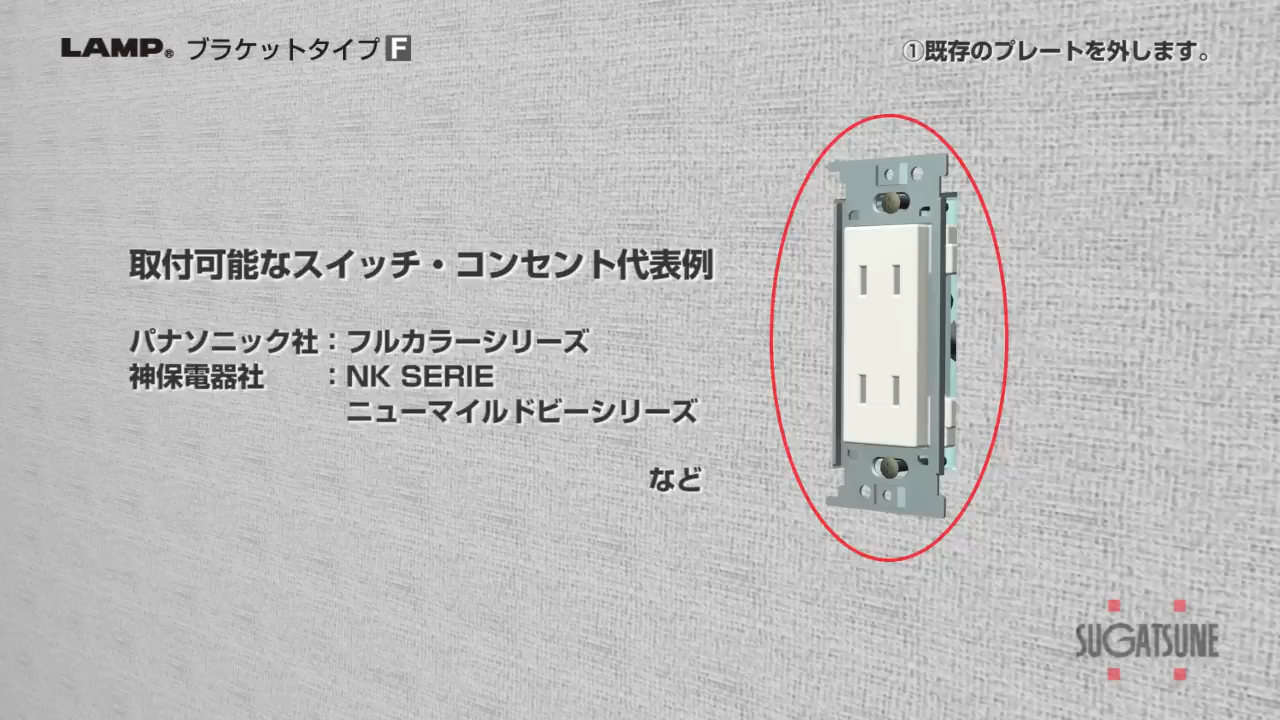 LAMP® ブラケットタイプF
①既存のプレートを外します。
取付可能なスイッチ・コンセント代表例
パナソニック社：フルカラーシリーズ
神保電器社　　：NK SERIE
ニューマイルドビーシリーズ
など
SUGATSUNE